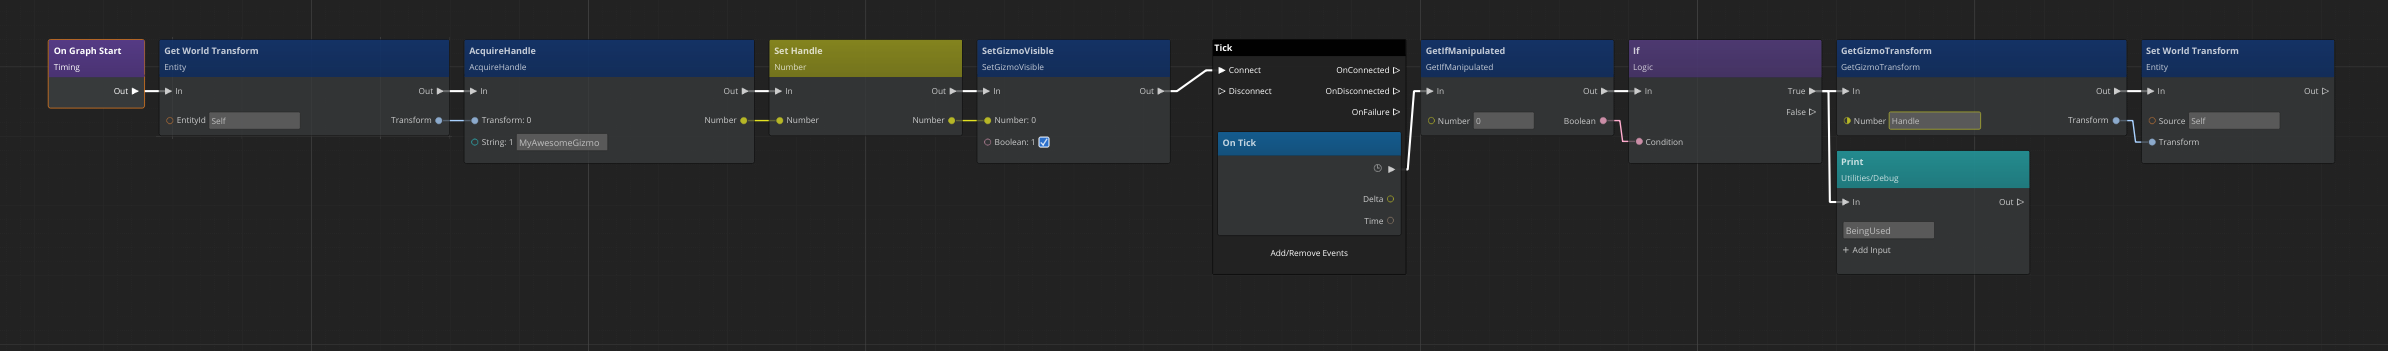 On Graph Start
Timing
Out
Get World Transform
Entity
In
Out
EntityId
Self
Transform
AcquireHandle
AcquireHandle
In
Out
Transform: 0
Number
String: 1
MyAwesomeGizmo
Set Handle
Number
In
Out
Number
Number
SetGizmoVisible
SetGizmoVisible
In
Out
Number: 0
Boolean: 1
Tick
Connect
OnConnected
Disconnect
OnDisconnected
OnFailure
On Tick
Delta
Time
Add/Remove Events
GetIfManipulated
GetIfManipulated
In
Out
Number
0
Boolean
If
Logic
In
True
False
Condition
GetGizmoTransform
GetGizmoTransform
In
Out
Number
Handle
Transform
Print
Utilities/Debug
In
Out
BeingUsed
+ Add Input
Set World Transform
Entity
In
Out
Source
Self
Transform